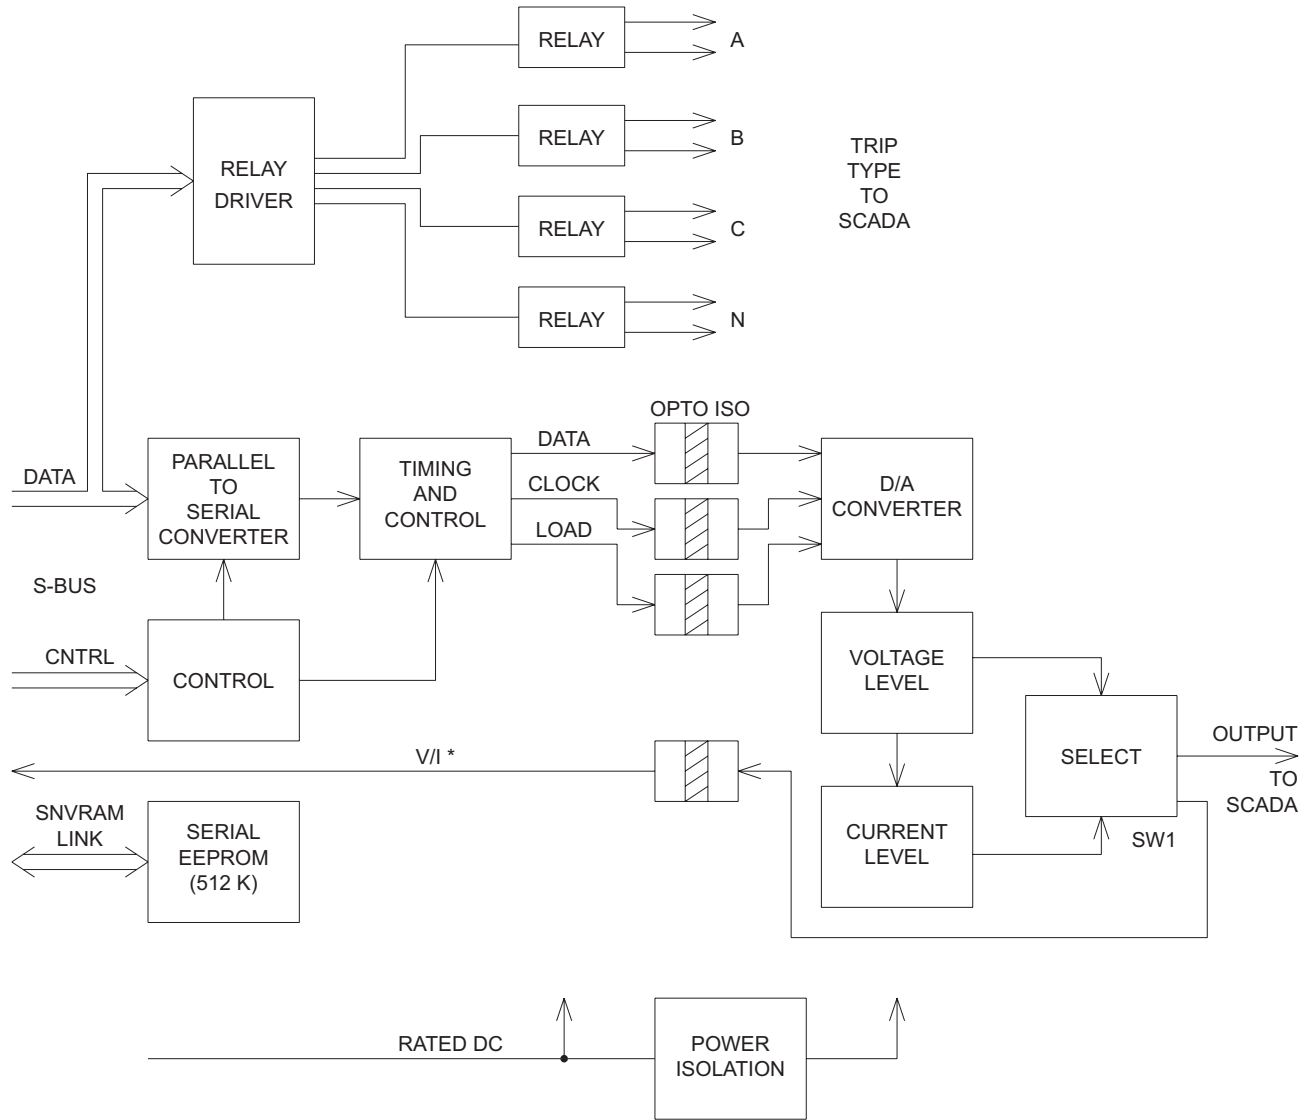 RELAY
A
RELAY
DRIVER
RELAY
B
TRIP
TYPE
TO
SCADA
RELAY
C
RELAY
N
OPTO ISO
DATA
PARALLEL
TO
SERIAL
CONVERTER
TIMING
AND
CONTROL
DATA
CLOCK
LOAD
D/A
CONVERTER
S-BUS
CNTRL
CONTROL
VOLTAGE
LEVEL
V/I *
SELECT
OUTPUT
TO
SCADA
SW1
CURRENT
LEVEL
SNVRAM
LINK
SERIAL
EEPROM
(512 K)
RATED DC
POWER
ISOLATION